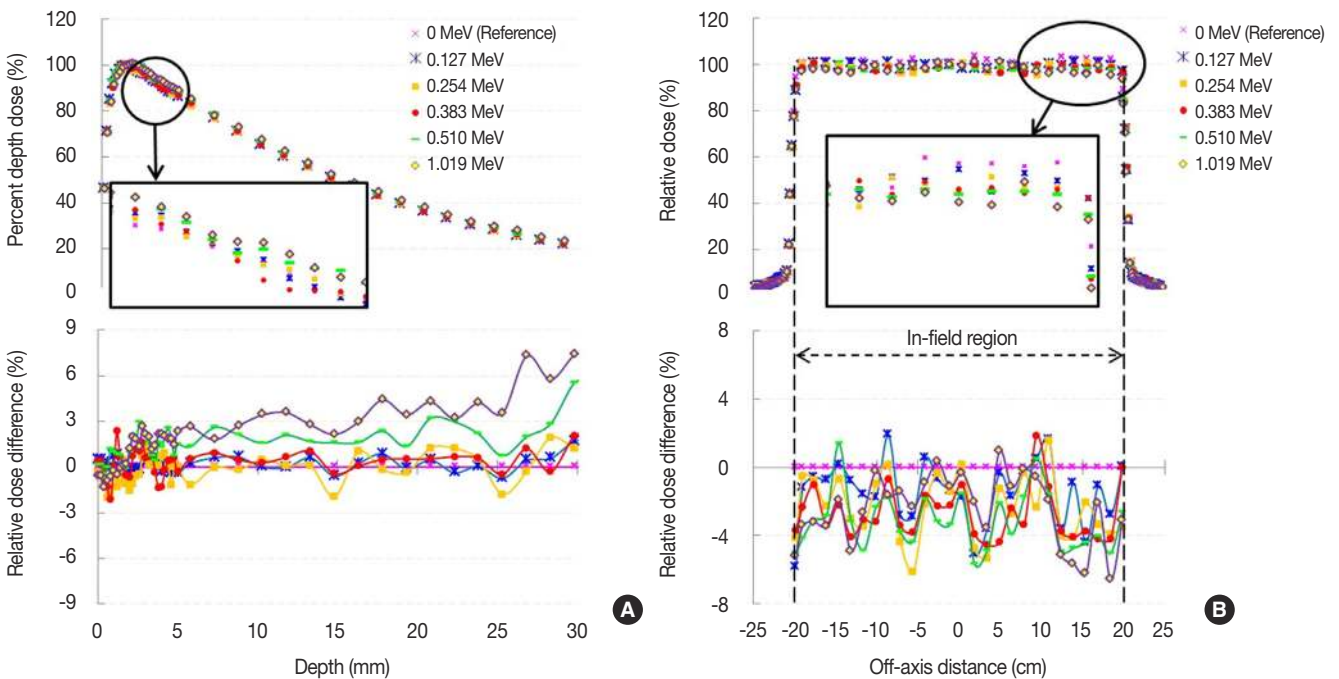 120
100
80
60
40
20
0
Percent depth dose (%)
0 MeV (Reference)
0.127 MeV
0.254 MeV
0.383 MeV
0.510 MeV
1.019 MeV
9
6
3
0
-3
-6
-9
Relative dose difference (%)
0 5 10 15 20 25 30
Depth (mm)
A
120
100
80
60
40
20
0
Relative dose (%)
0 MeV (Reference)
0.127 MeV
0.254 MeV
0.383 MeV
0.510 MeV
1.019 MeV
8
4
0
-4
-8
Relative dose difference (%)
In-field region
-25 -20 -15 -10 -5 0 5 10 15 20 25
Off-axis distance (cm)
B